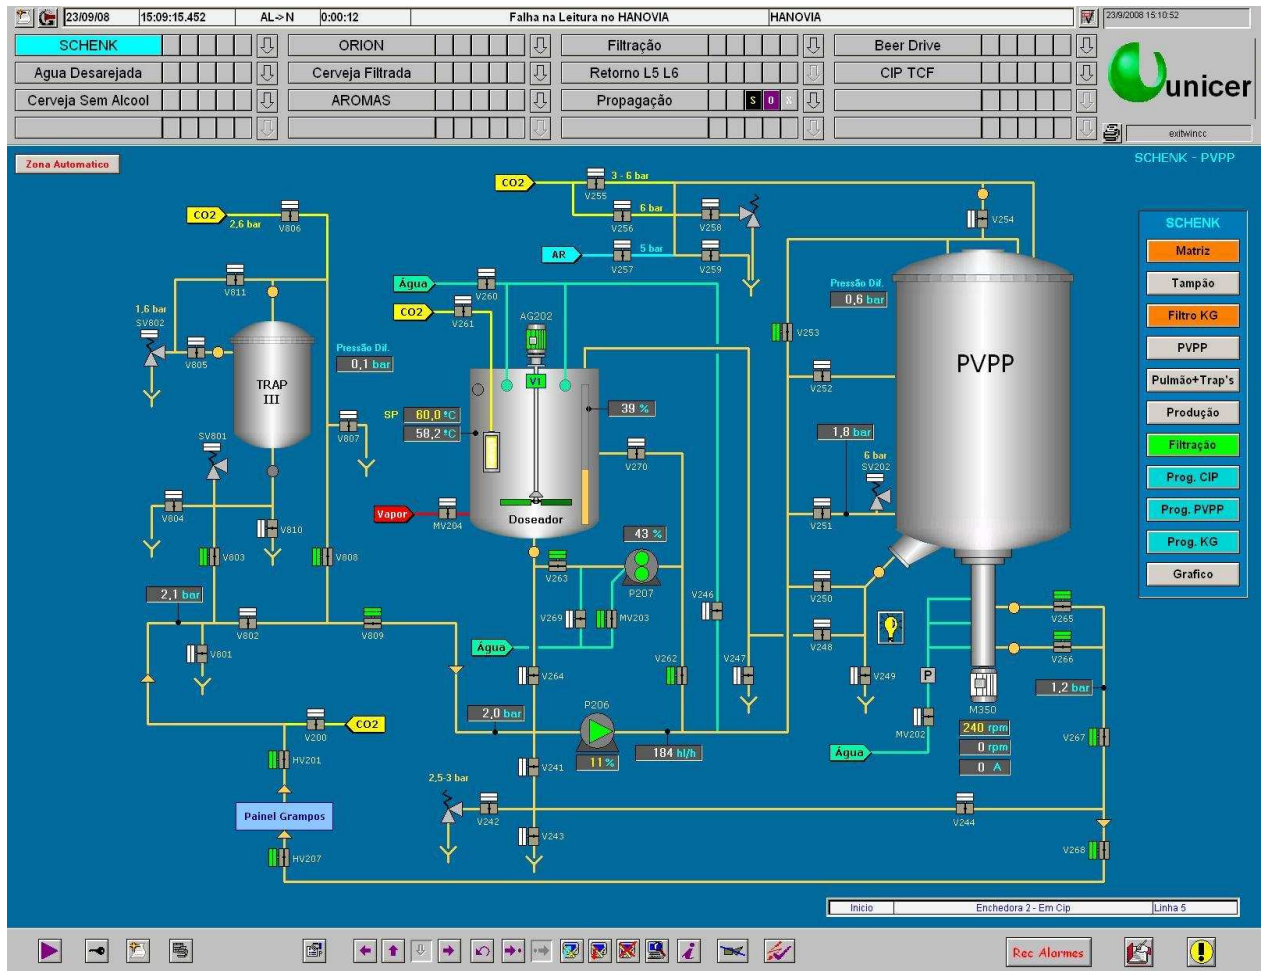 23/09/08 15:09:15.452 AL->N 0:00:12 Falha na Leitura no HANOVIA HANOVIA
23/9/2008 15:10:52
SCHENK ORION Filtração Beer Drive
Agua Desarejada Cerveja Filtrada Retorno L5 L6 CIP TCF
Cerveja Sem Alcool AROMAS Propagação S O X
unicer
exitwincc
Zona Automatico
SCHENK - PVPP
CO2
2,6 bar
V806
V811
1,6 bar
SV802
V805
TRAP
III
Pressão Dif.
0,1 bar
SV801
V807
V804
V810
V803
V808
2,1 bar
V802
V809
V801
V200
CO2
HV201
Painel Grampos
HV207
CO2
V255
3 - 6 bar
V256
6 bar
V258
AR
V257
5 bar
V259
Água
V260
CO2
V261
AG202
V1
SP 60,0 ºC
58,2 ºC
39 %
Vapor
MV204
Doseador
V270
43 %
V263
P207
V269
MV203
Água
V264
V262
V246
V247
V248
V249
2,0 bar
P206
11 %
184 hl/h
V241
2,5-3 bar
V242
V243
V244
V254
Pressão Dif.
0,6 bar
V253
PVPP
V252
1,8 bar
6 bar
SV202
V251
V250
V265
V266
P
1,2 bar
M350
MV202
Água
240 rpm
0 rpm
0 A
V267
V268
SCHENK
Matriz
Tampão
Filtro KG
PVPP
Pulmão+Trap's
Produção
Filtração
Prog. CIP
Prog. PVPP
Prog. KG
Grafico
Inicio Enchedora 2 - Em Cip Linha 5
Rec Alarmes